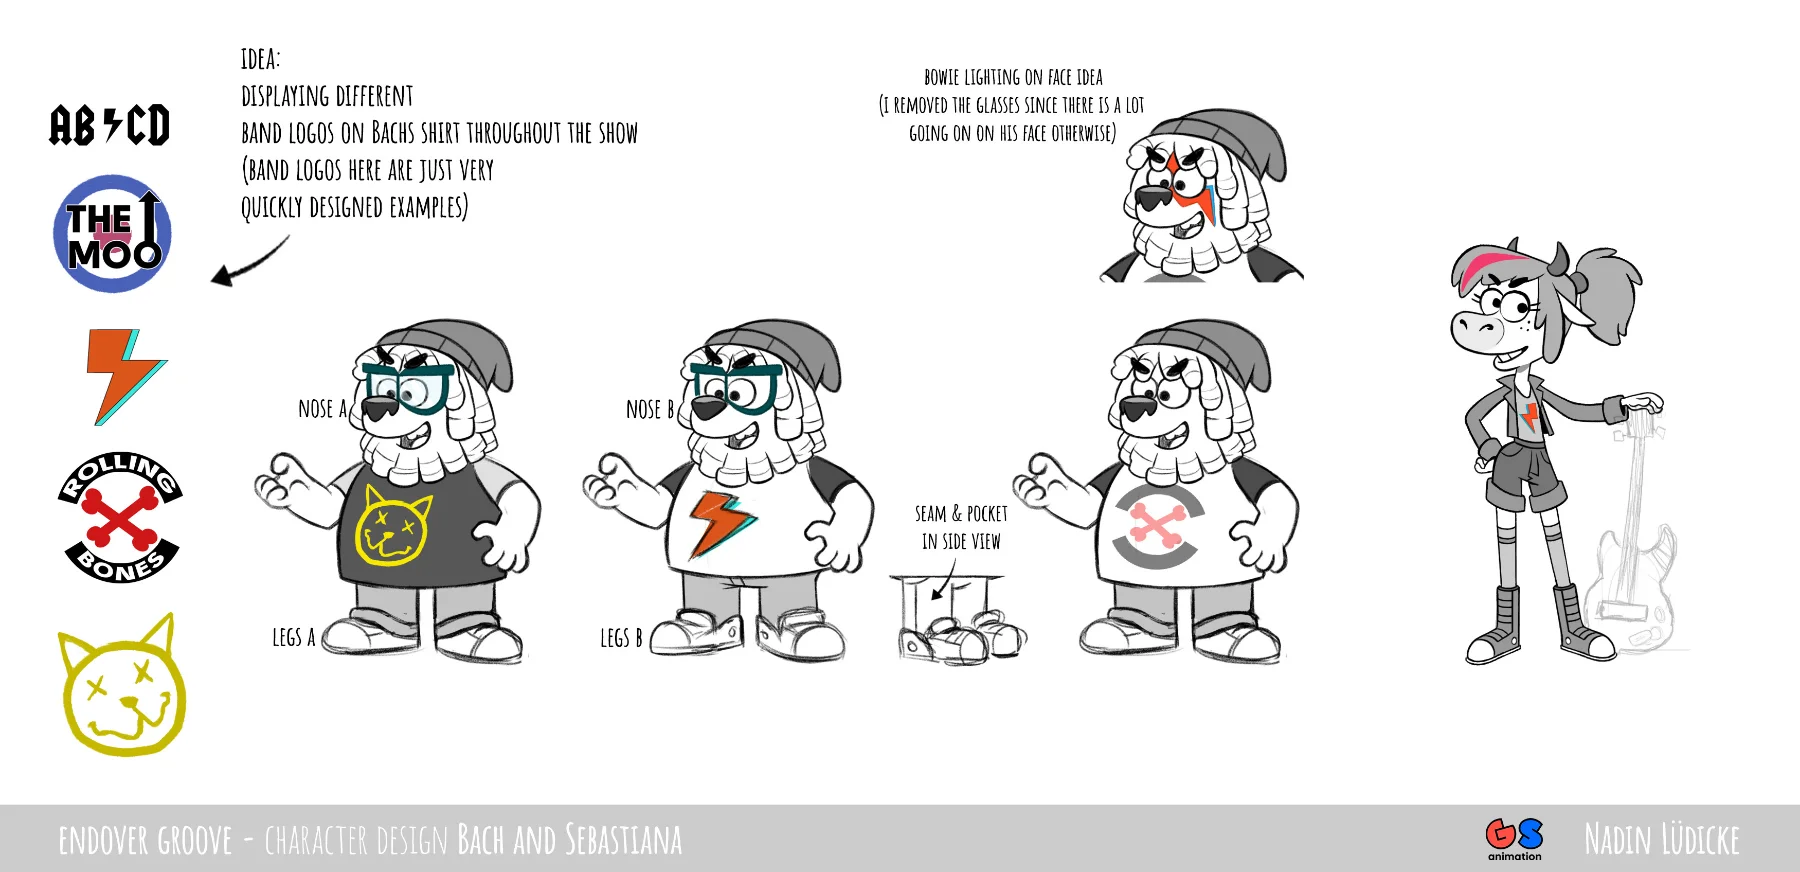 IDEA:
DISPLAYING DIFFERENT
BAND LOGOS ON BACHS SHIRT THROUGHOUT THE SHOW
(BAND LOGOS HERE ARE JUST VERY
QUICKLY DESIGNED EXAMPLES)
AB CD
THE
MOO
ROLLING
BONES
BOWIE LIGHTING ON FACE IDEA
(I REMOVED THE GLASSES SINCE THERE IS A LOT
GOING ON ON HIS FACE OTHERWISE)
NOSE A
NOSE B
SEAM & POCKET
IN SIDE VIEW
LEGS A
LEGS B
ENDOVER GROOVE - CHARACTER DESIGN BACH AND SEBASTIANA
GS
animation
NADIN LÜDICKE